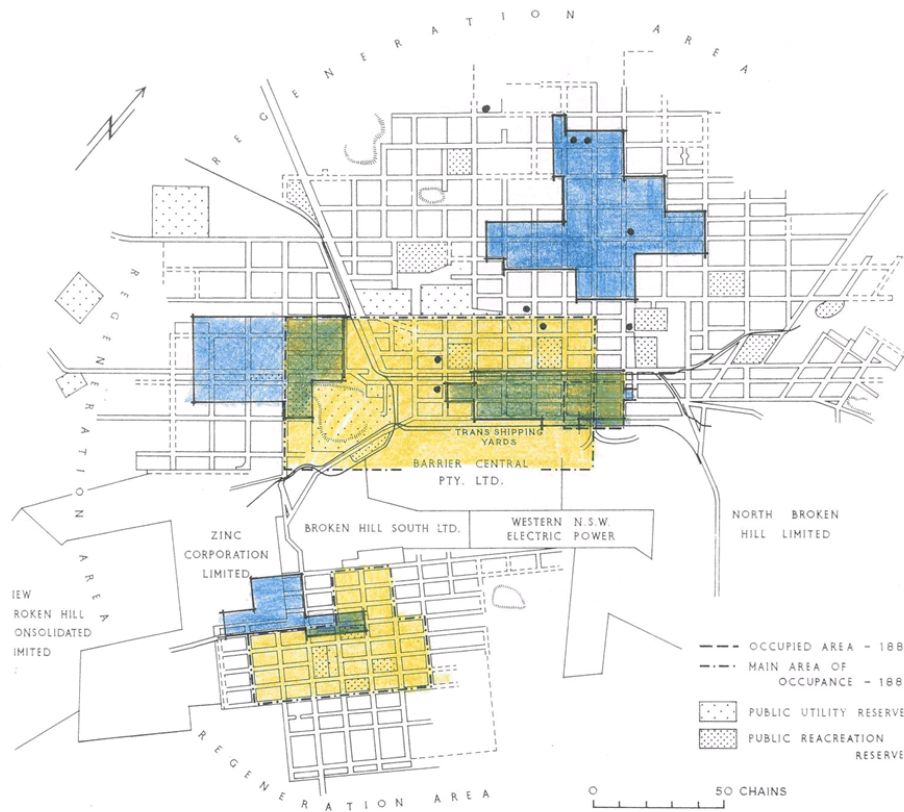 REGENERATION AREA
REGENERATION AREA
N
TRANS SHIPPING
YARDS
BARRIER CENTRAL
PTY. LTD.
ZINC
CORPORATION
LIMITED
BROKEN HILL SOUTH LTD.
WESTERN N.S.W.
ELECTRIC POWER
NORTH BROKEN
HILL LIMITED
IEW
ROKEN HILL
ONSOLIDATED
IMITED
REGENERATION AREA
OCCUPIED AREA - 188
MAIN AREA OF
OCCUPANCE - 188
PUBLIC UTILITY RESERVE
PUBLIC REACREATION
RESERVE
0 50 CHAINS